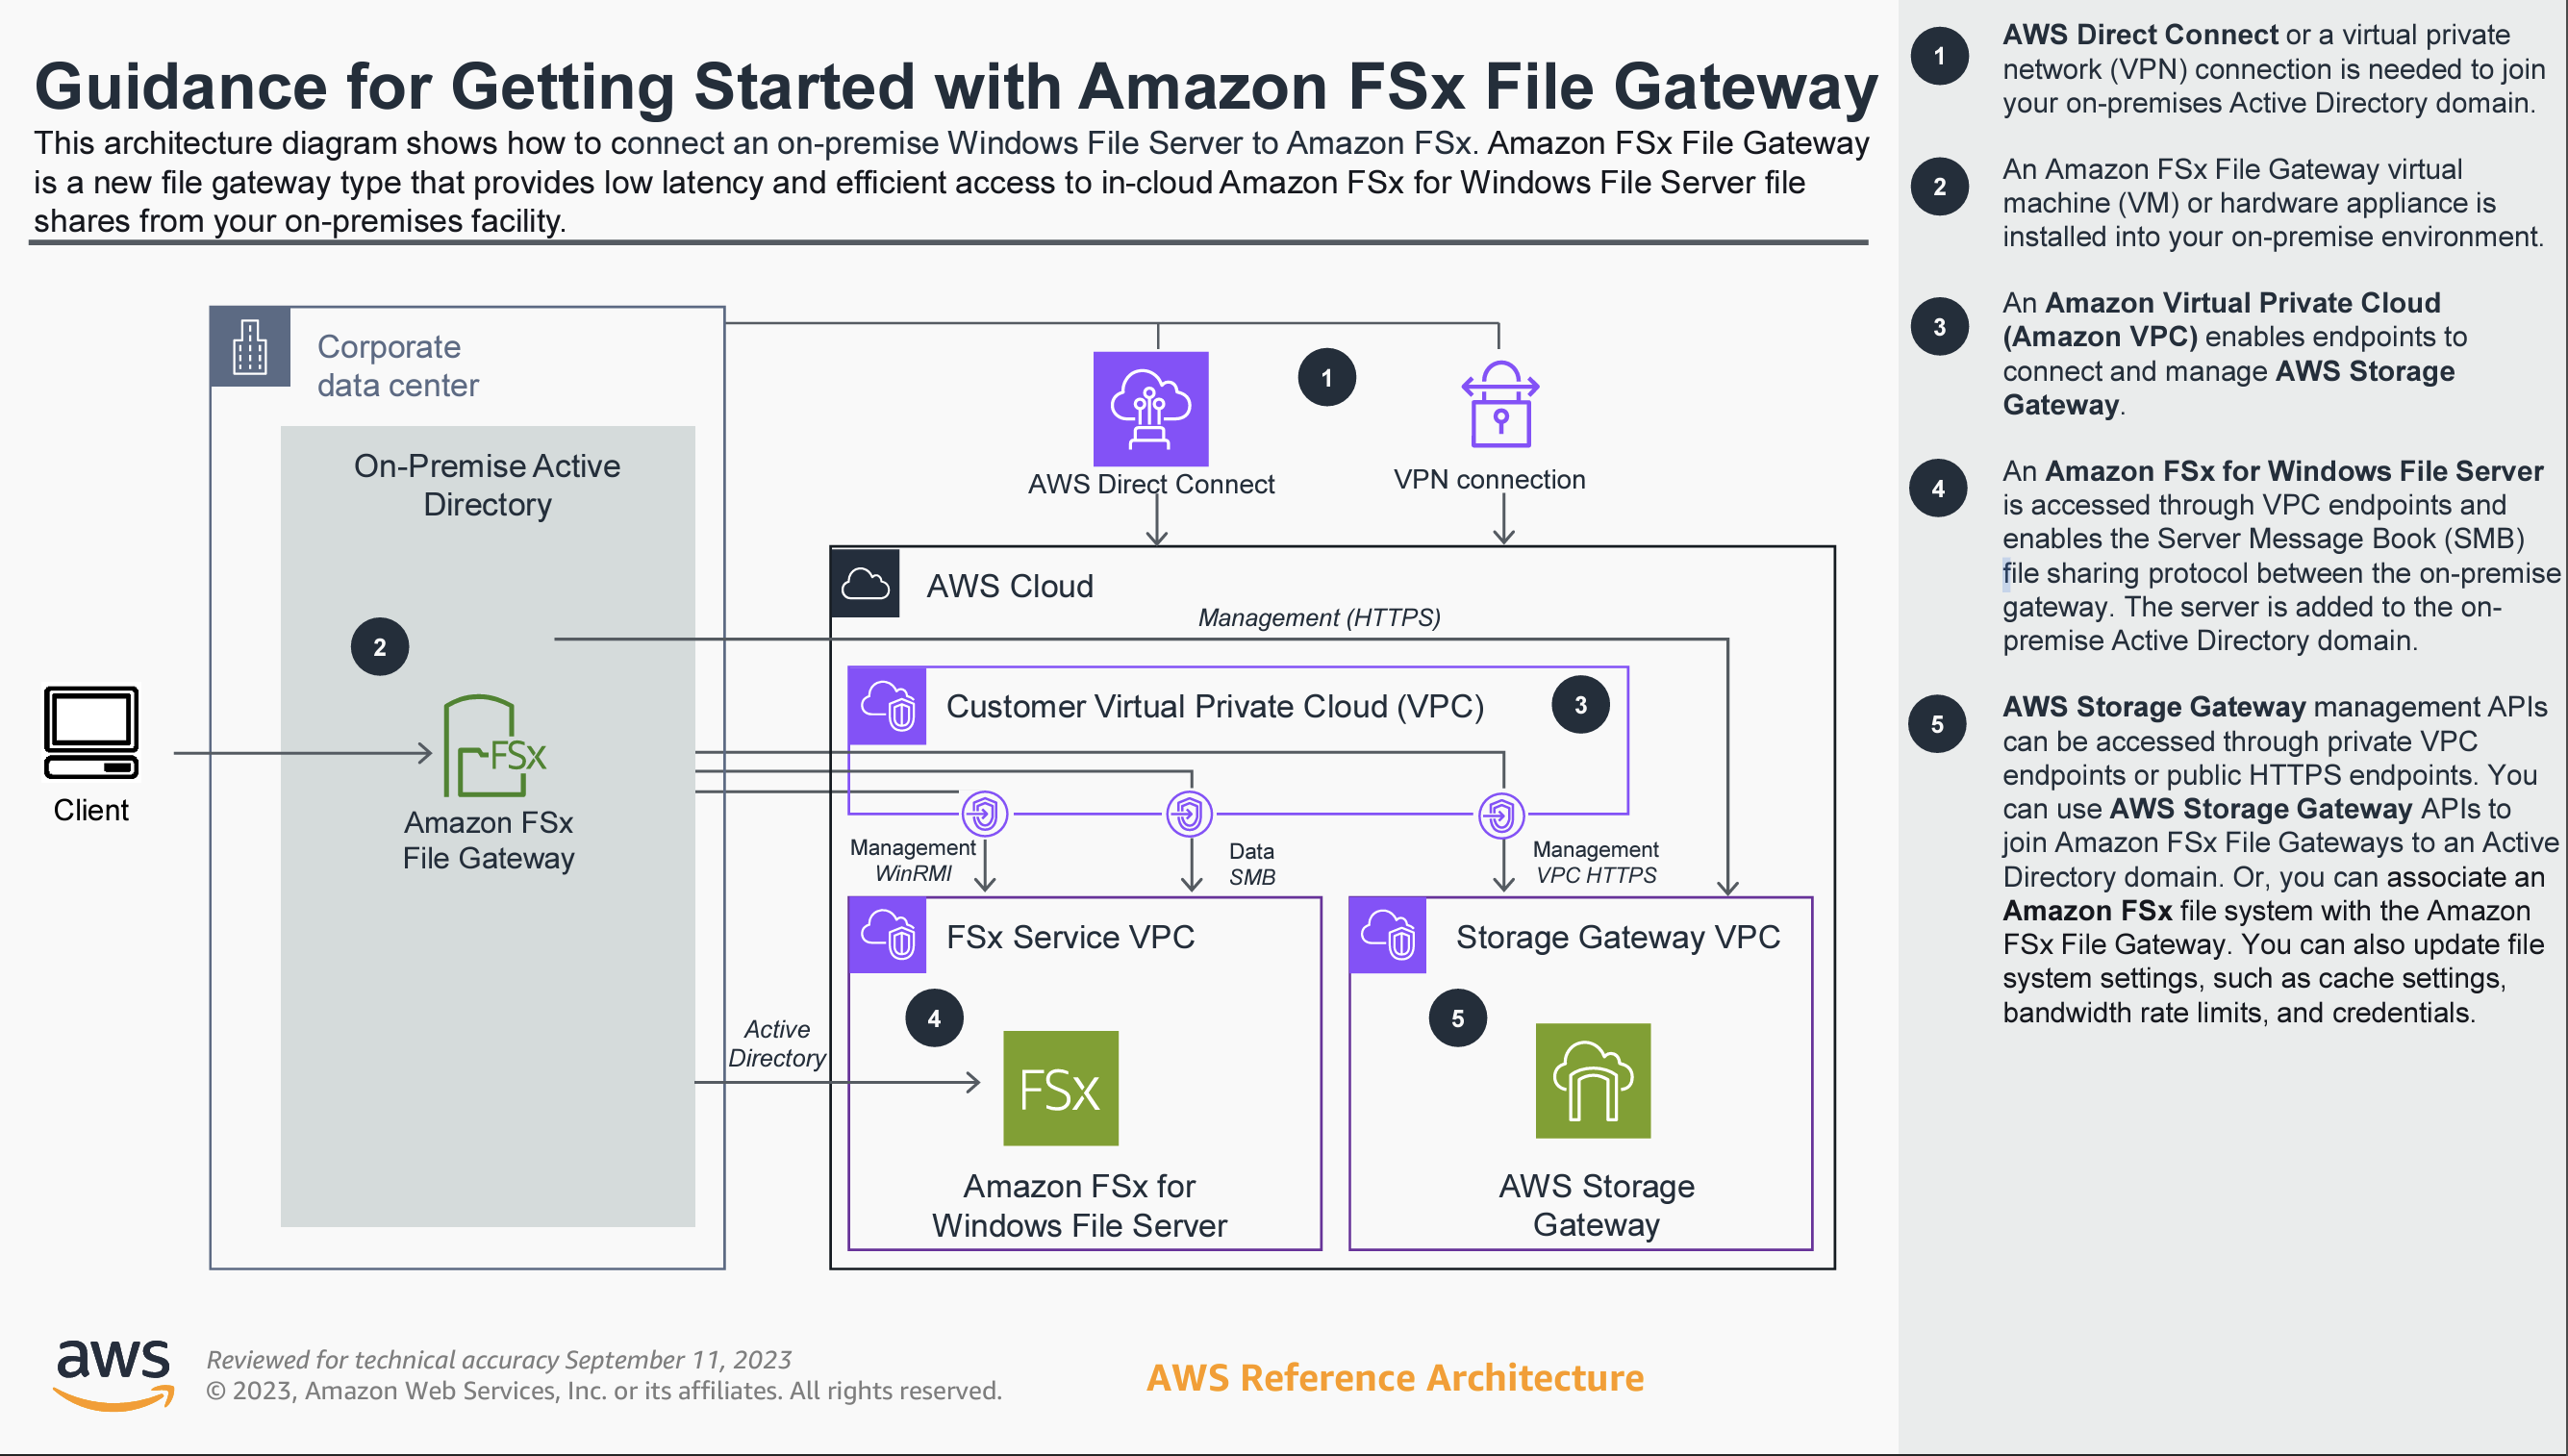 Guidance for Getting Started with Amazon FSx File Gateway
This architecture diagram shows how to connect an on-premise Windows File Server to Amazon FSx. Amazon FSx File Gateway
is a new file gateway type that provides low latency and efficient access to in-cloud Amazon FSx for Windows File Server file
shares from your on-premises facility.
Corporate
data center
On-Premise Active
Directory
2
FSx
Amazon FSx
File Gateway
Client
1
AWS Direct Connect
VPN connection
AWS Cloud
Management (HTTPS)
Customer Virtual Private Cloud (VPC)
3
Management
WinRMI
Data
SMB
Management
VPC HTTPS
FSx Service VPC
4
FSx
Amazon FSx for
Windows File Server
Active
Directory
Storage Gateway VPC
5
AWS Storage
Gateway
1
AWS Direct Connect or a virtual private
network (VPN) connection is needed to join
your on-premises Active Directory domain.
2
An Amazon FSx File Gateway virtual
machine (VM) or hardware appliance is
installed into your on-premise environment.
3
An Amazon Virtual Private Cloud
(Amazon VPC) enables endpoints to
connect and manage AWS Storage
Gateway.
4
An Amazon FSx for Windows File Server
is accessed through VPC endpoints and
enables the Server Message Book (SMB)
file sharing protocol between the on-premise
gateway. The server is added to the on-
premise Active Directory domain.
5
AWS Storage Gateway management APIs
can be accessed through private VPC
endpoints or public HTTPS endpoints. You
can use AWS Storage Gateway APIs to
join Amazon FSx File Gateways to an Active
Directory domain. Or, you can associate an
Amazon FSx file system with the Amazon
FSx File Gateway. You can also update file
system settings, such as cache settings,
bandwidth rate limits, and credentials.
aws
Reviewed for technical accuracy September 11, 2023
© 2023, Amazon Web Services, Inc. or its affiliates. All rights reserved.
AWS Reference Architecture